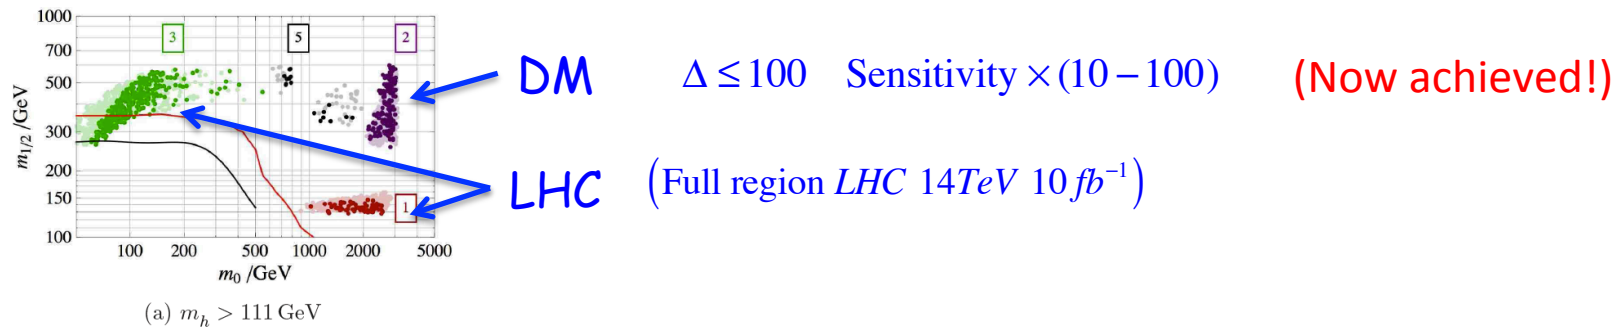 1000
700
500
300
200
150
100
m1/2 /GeV
3
5
2
1
100 200 500 1000 2000 5000
m0 /GeV
(a) mh > 111 GeV
DM Δ ≤ 100 Sensitivity × (10 − 100) (Now achieved!)
LHC (Full region LHC 14TeV 10 fb⁻¹)